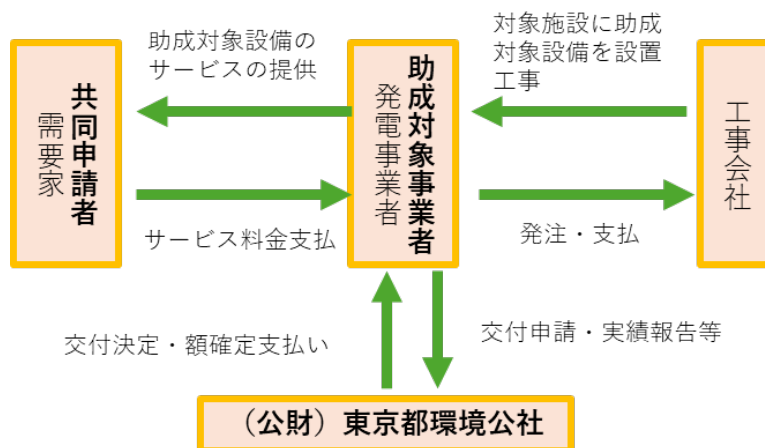 助成対象設備の
サービスの提供
対象施設に助成
対象設備を設置
工事
共同申請者
需要家
助成対象事業者
発電事業者
工事会社
サービス料金支払
発注・支払
交付決定・額確定支払い
交付申請・実績報告等
（公財）東京都環境公社